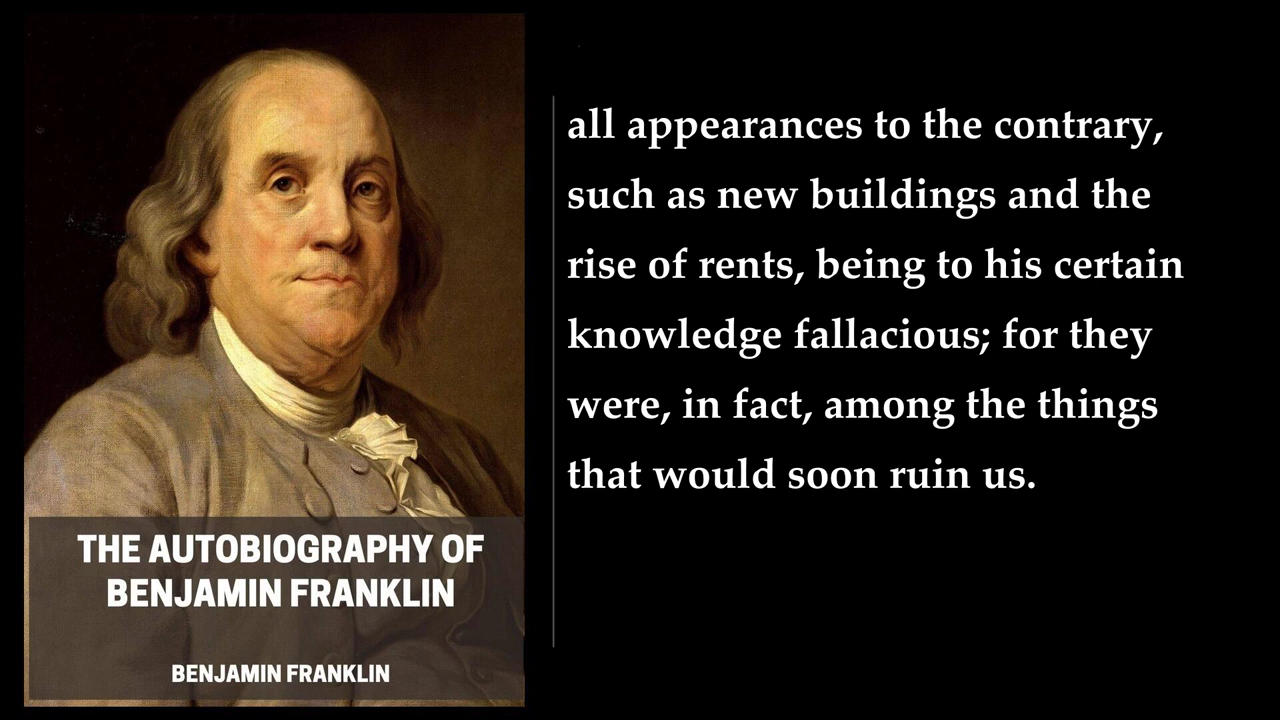 THE AUTOBIOGRAPHY OF
BENJAMIN FRANKLIN
BENJAMIN FRANKLIN
all appearances to the contrary,
such as new buildings and the
rise of rents, being to his certain
knowledge fallacious; for they
were, in fact, among the things
that would soon ruin us.